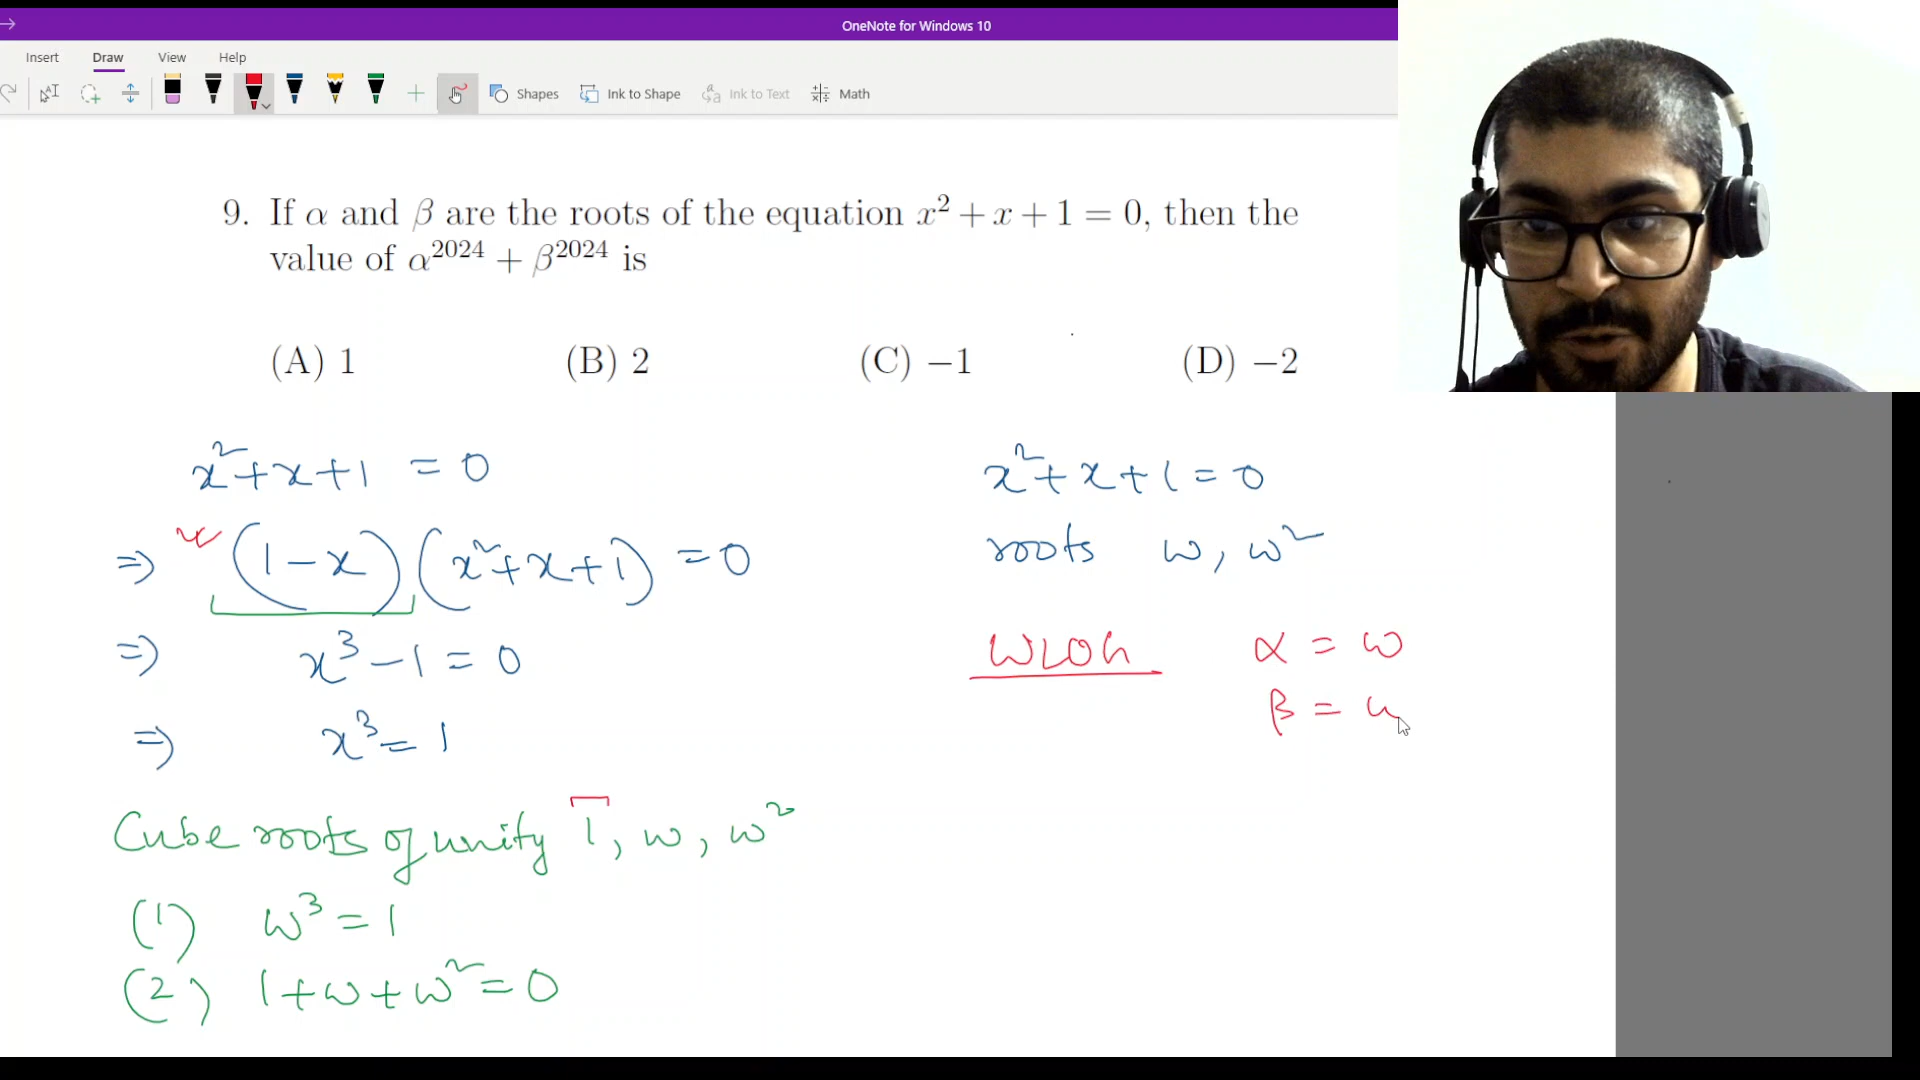 OneNote for Windows 10
Insert Draw View Help
Shapes Ink to Shape Ink to Text Math
9. If α and β are the roots of the equation x² + x + 1 = 0, then the
value of α²⁰²⁴ + β²⁰²⁴ is
(A) 1 (B) 2 (C) −1 (D) −2
x²+x+1 = 0
=> (1−x)(x²+x+1) = 0
=> x³−1 = 0
=> x³ = 1
Cube roots of unity 1, ω, ω²
(1) ω³ = 1
(2) 1+ω+ω² = 0
x²+x+1 = 0
roots ω, ω²
WLOG α = ω
β =